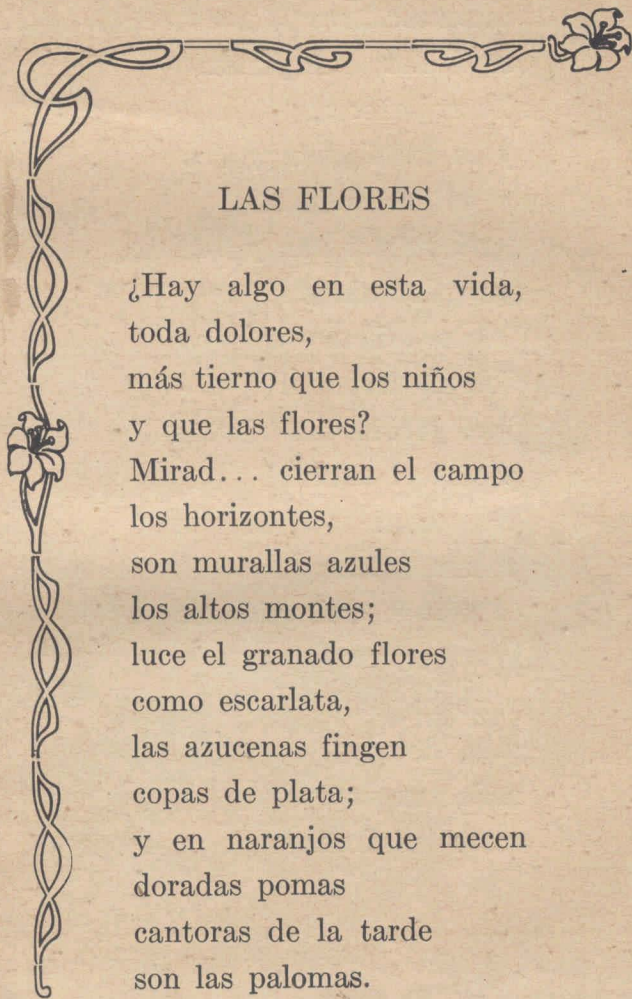 LAS FLORES
¿Hay algo en esta vida,
toda dolores,
más tierno que los niños
y que las flores?
Mirad... cierran el campo
los horizontes,
son murallas azules
los altos montes;
luce el granado flores
como escarlata,
las azucenas fingen
copas de plata;
y en naranjos que mecen
doradas pomas
cantoras de la tarde
son las palomas.